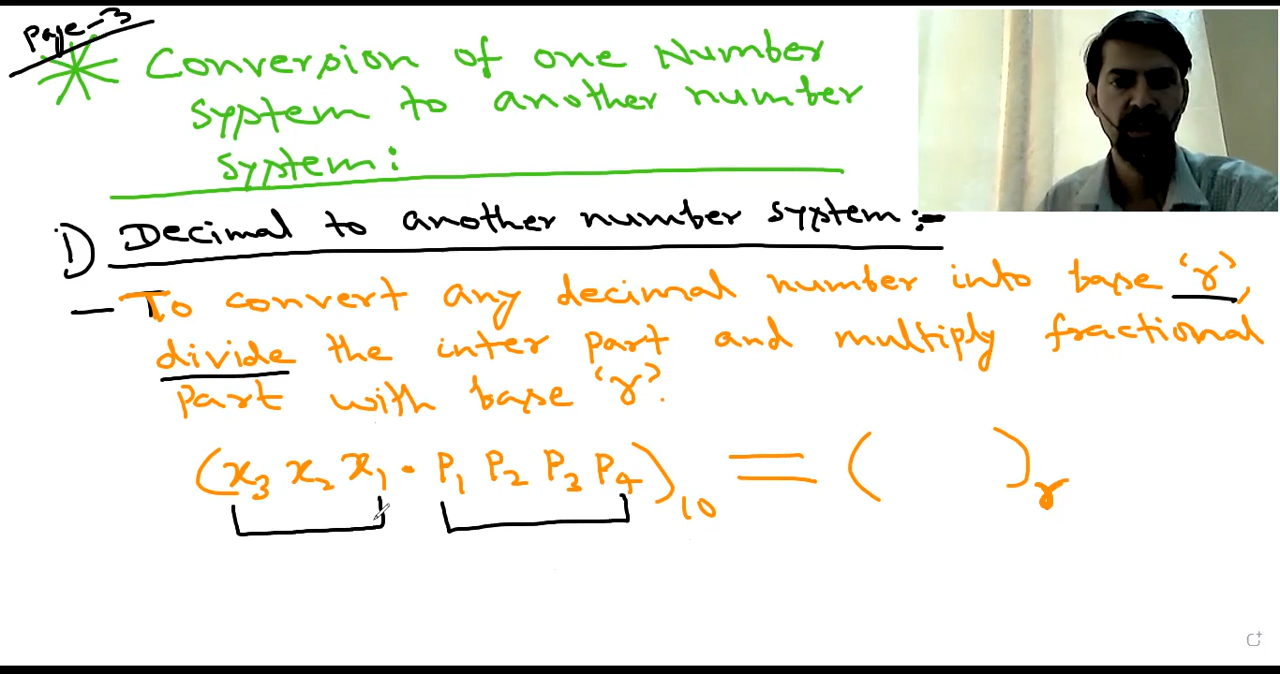 Page-3
* Conversion of one Number
system to another number
system:
1) Decimal to another number system:-
- To convert any decimal number into base 'r',
divide the inter part and multiply fractional
part with base 'r'.
(x₃ x₂ x₁ . P₁ P₂ P₃ P₄)₁₀ = ( )ᵣ